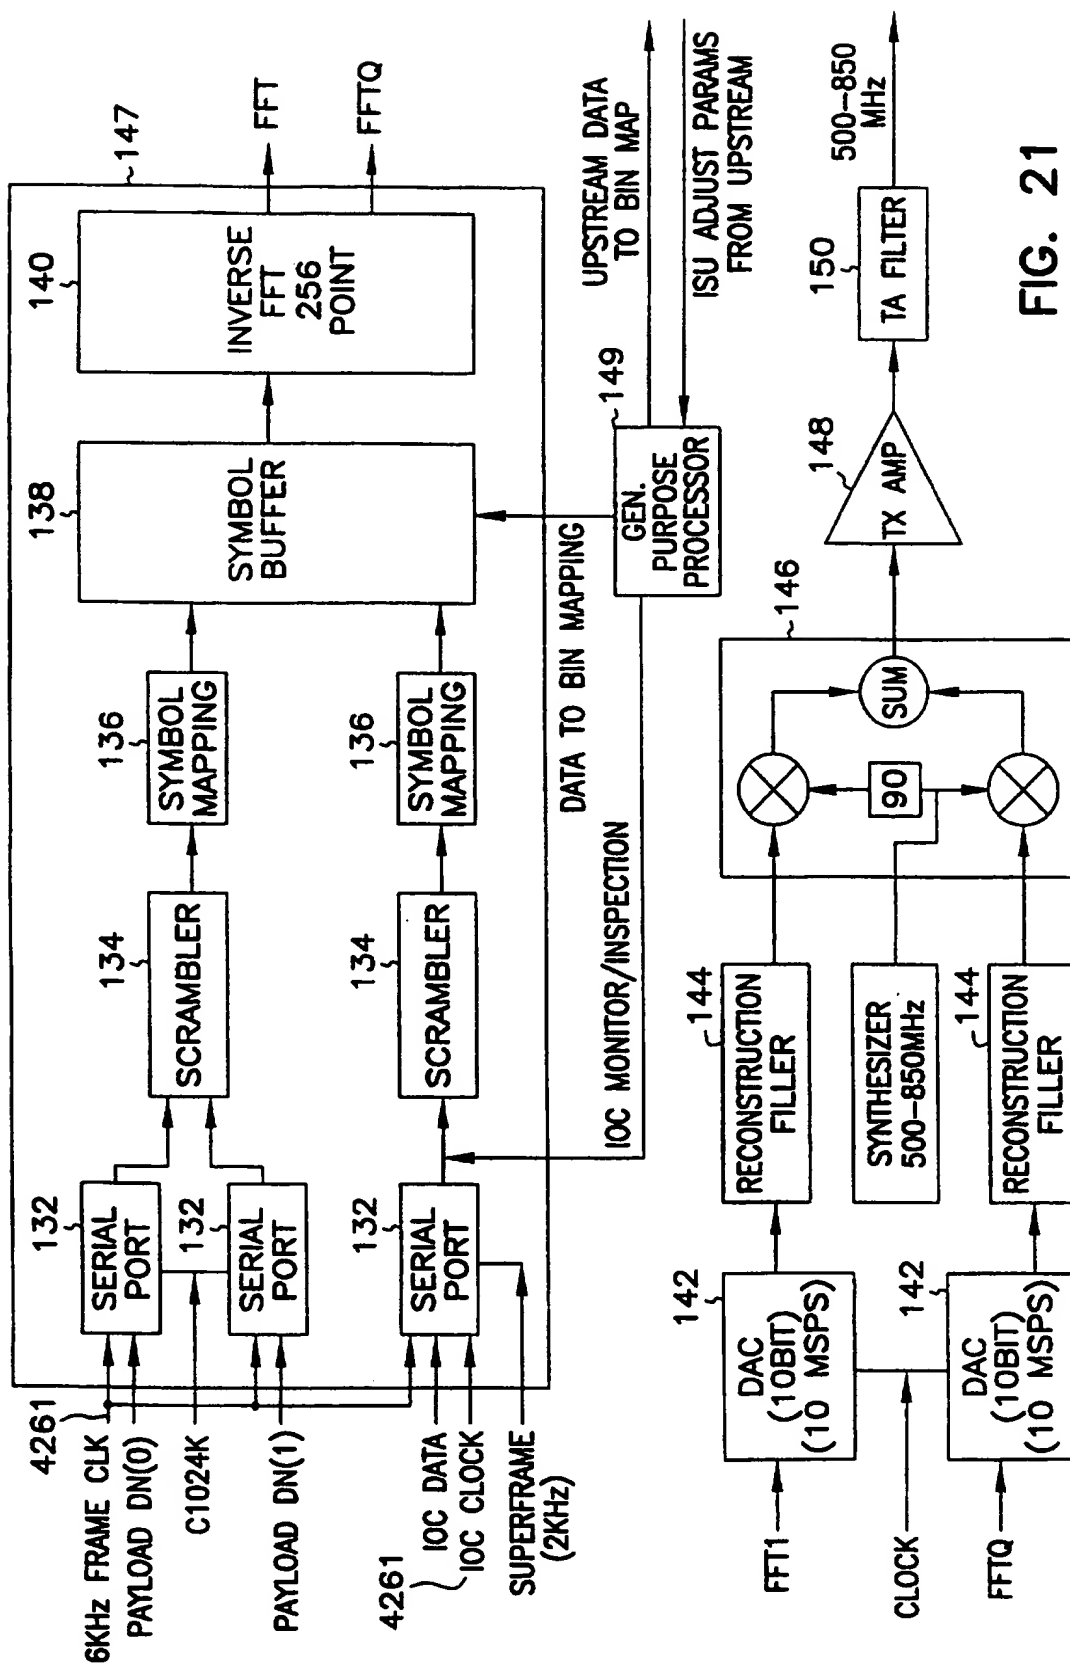 147
132
SERIAL
PORT
134
SCRAMBLER
136
SYMBOL
MAPPING
138
SYMBOL
BUFFER
140
INVERSE
FFT
256
POINT
FFT
FFTQ
4261
6KHz FRAME CLK
PAYLOAD DN(0)
C1024K
PAYLOAD DN(1)
132
SERIAL
PORT
4261
IOC DATA
IOC CLOCK
SUPERFRAME
(2KHz)
132
SERIAL
PORT
134
SCRAMBLER
136
SYMBOL
MAPPING
DATA TO BIN MAPPING
IOC MONITOR/INSPECTION
149
GEN.
PURPOSE
PROCESSOR
UPSTREAM DATA
TO BIN MAP
ISU ADJUST PARAMS
FROM UPSTREAM
FFT1
CLOCK
FFTQ
142
DAC
(10BIT)
(10 MSPS)
142
DAC
(10BIT)
(10 MSPS)
144
RECONSTRUCTION
FILLER
SYNTHESIZER
500-850MHz
144
RECONSTRUCTION
FILLER
146
90
SUM
148
TX AMP
150
TA FILTER
500-850
MHz
FIG. 21